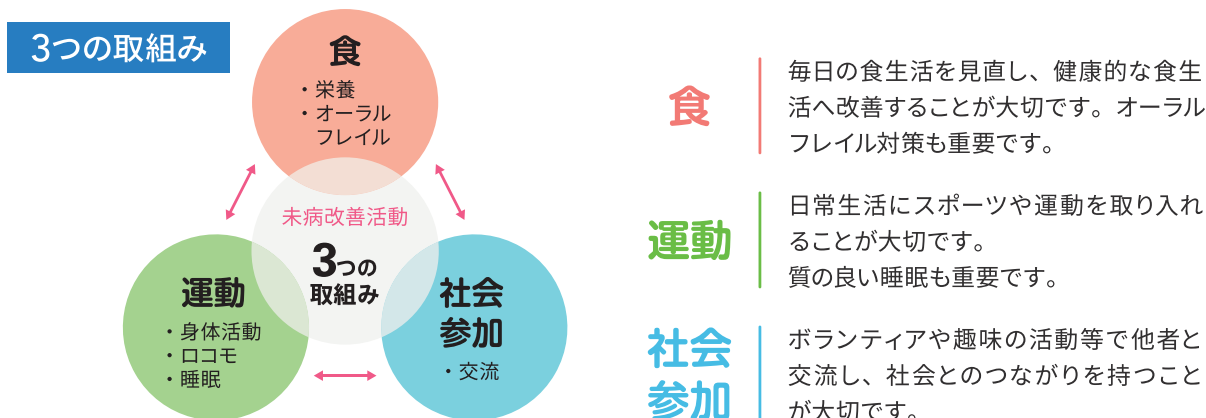 3つの取組み
食
・栄養
・オーラル
フレイル
未病改善活動
3つの
取組み
運動
・身体活動
・ロコモ
・睡眠
社会
参加
・交流
食
毎日の食生活を見直し、健康的な食生
活へ改善することが大切です。オーラル
フレイル対策も重要です。
運動
日常生活にスポーツや運動を取り入れ
ることが大切です。
質の良い睡眠も重要です。
社会
参加
ボランティアや趣味の活動等で他者と
交流し、社会とのつながりを持つこと
が大切です。